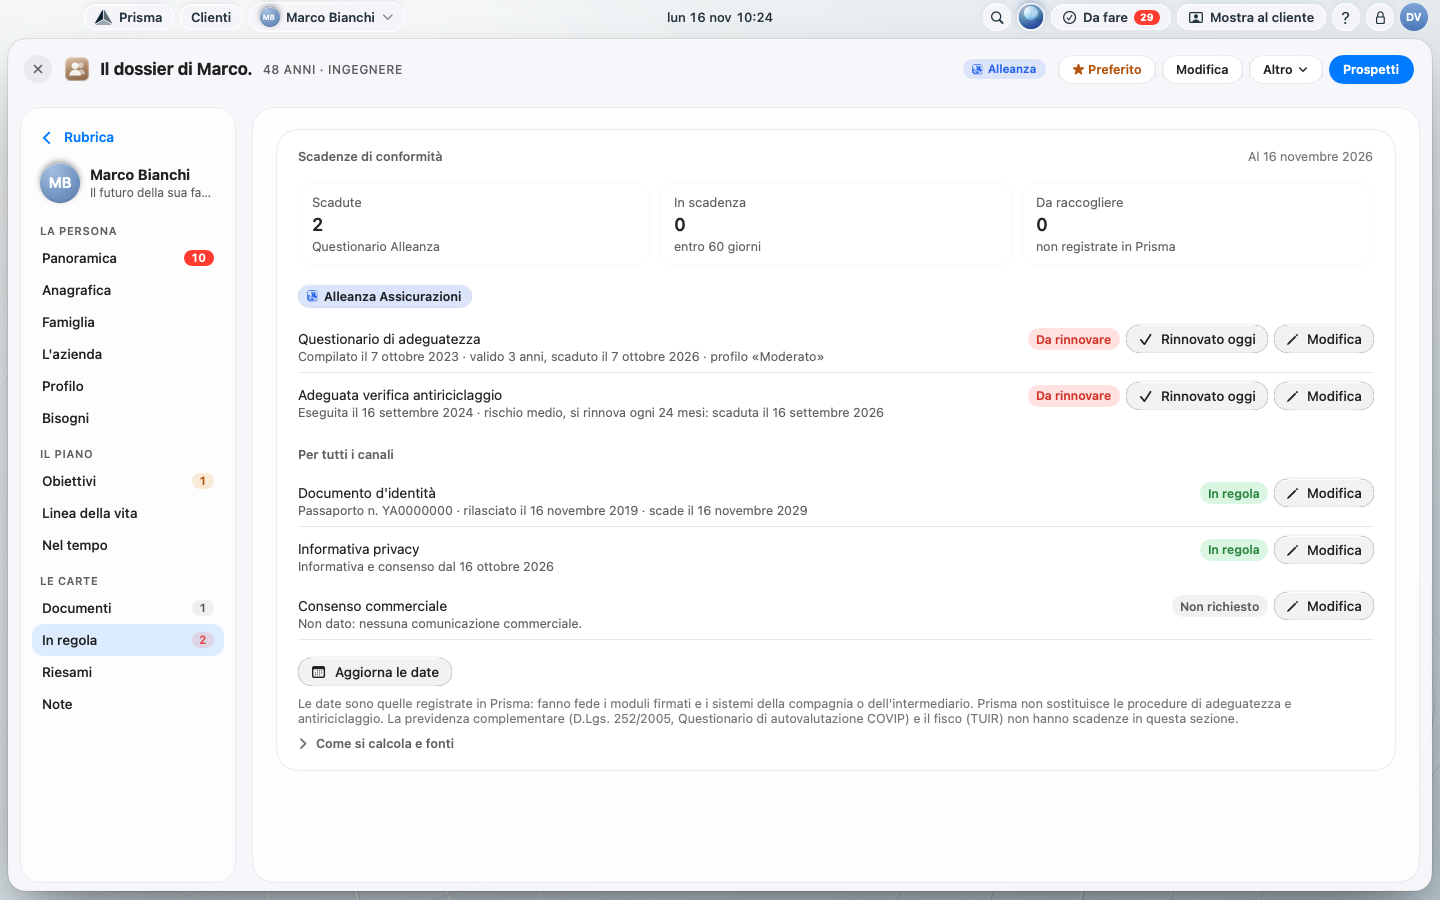 Prisma
Clienti
MB
Marco Bianchi
lun 16 nov 10:24
Da fare 29
Mostra al cliente
?
DV
Il dossier di Marco.
48 ANNI · INGEGNERE
Alleanza
Preferito
Modifica
Altro
Prospetti
Rubrica
MB
Marco Bianchi
Il futuro della sua fa...
LA PERSONA
Panoramica 10
Anagrafica
Famiglia
L'azienda
Profilo
Bisogni
IL PIANO
Obiettivi 1
Linea della vita
Nel tempo
LE CARTE
Documenti 1
In regola 2
Riesami
Note
Scadenze di conformità
Al 16 novembre 2026
Scadute
2
Questionario Alleanza
In scadenza
0
entro 60 giorni
Da raccogliere
0
non registrate in Prisma
Alleanza Assicurazioni
Questionario di adeguatezza
Compilato il 7 ottobre 2023 · valido 3 anni, scaduto il 7 ottobre 2026 · profilo «Moderato»
Da rinnovare
Rinnovato oggi
Modifica
Adeguata verifica antiriciclaggio
Eseguita il 16 settembre 2024 · rischio medio, si rinnova ogni 24 mesi: scaduta il 16 settembre 2026
Da rinnovare
Rinnovato oggi
Modifica
Per tutti i canali
Documento d'identità
Passaporto n. YA0000000 · rilasciato il 16 novembre 2019 · scade il 16 novembre 2029
In regola
Modifica
Informativa privacy
Informativa e consenso dal 16 ottobre 2026
In regola
Modifica
Consenso commerciale
Non dato: nessuna comunicazione commerciale.
Non richiesto
Modifica
Aggiorna le date
Le date sono quelle registrate in Prisma: fanno fede i moduli firmati e i sistemi della compagnia o dell'intermediario. Prisma non sostituisce le procedure di adeguatezza e
antiriciclaggio. La previdenza complementare (D.Lgs. 252/2005, Questionario di autovalutazione COVIP) e il fisco (TUIR) non hanno scadenze in questa sezione.
Come si calcola e fonti